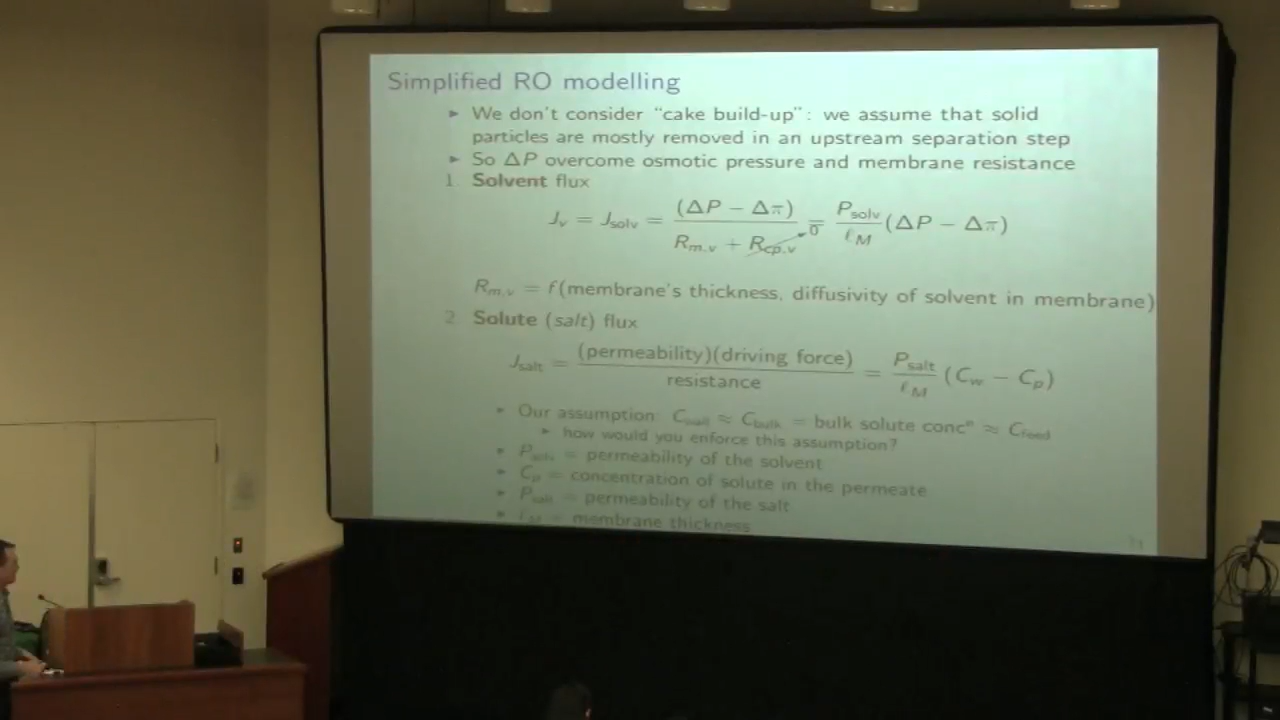 Simplified RO modelling
► We don't consider "cake build-up": we assume that solid
particles are mostly removed in an upstream separation step
► So ΔP overcome osmotic pressure and membrane resistance
1. Solvent flux
J_v = J_solv = (ΔP − Δπ) / (R_m,v + R_cp,v → 0) = P_solv / ℓ_M (ΔP − Δπ)
R_m,v = f(membrane's thickness, diffusivity of solvent in membrane)
2. Solute (salt) flux
J_salt = (permeability)(driving force) / resistance = P_salt / ℓ_M (C_w − C_p)
• Our assumption: C_wall ≈ C_bulk = bulk solute concⁿ ≈ C_feed
► how would you enforce this assumption?
• P_solv = permeability of the solvent
• C_p = concentration of solute in the permeate
• P_salt = permeability of the salt
• ℓ_M = membrane thickness